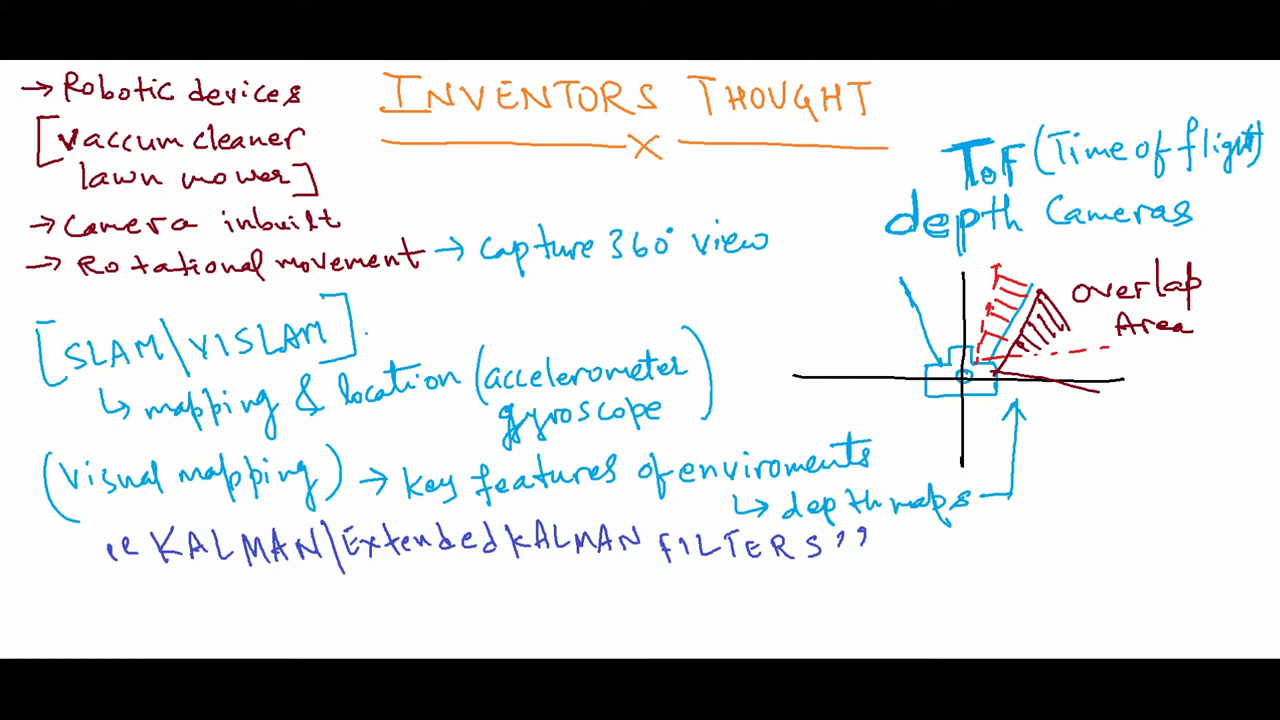 INVENTORS THOUGHT
→ Robotic devices
[vaccum cleaner
lawn mower]
→ Camera inbuilt
→ Rotational movement → Capture 360° view
[SLAM|VISLAM]
↳ mapping & location (accelerometer
gyroscope)
(visual mapping) → key features of enviroments
↳ depth maps
“KALMAN/Extended KALMAN FILTERS”
ToF (Time of flight)
depth Cameras
overlap
Area